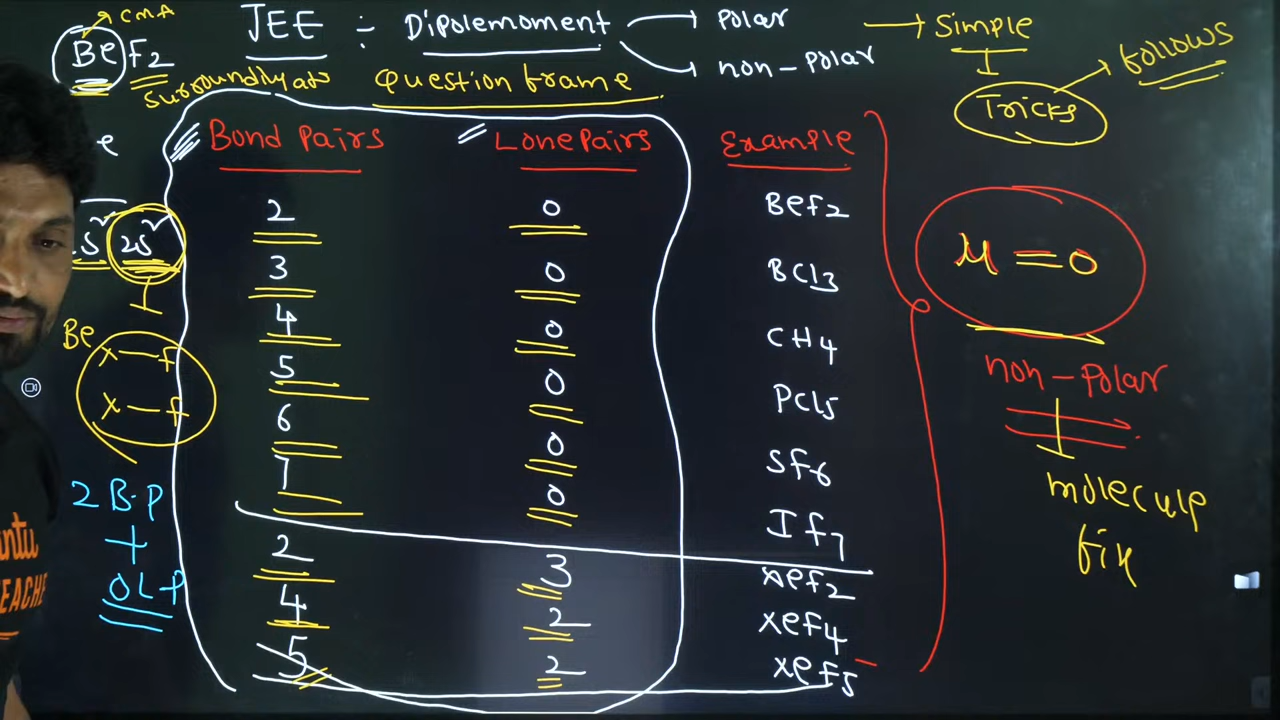 CMA
BeF2
JEE ÷ Dipolemoment → Polar → Simple
→ non-Polar
Tricks → follows
Question frame
e
Bond Pairs Lone Pairs Example
2 0 BeF2
3 0 BCl3
4 0 CH4
5 0 PCl5
6 0 SF6
7 0 IF7
2 3 XeF2
4 2 XeF4
5 2 XeF5–
2s
Be
x—F
x—F
2 B.P
+
0L.P
μ = 0
non-Polar
molecule
fix